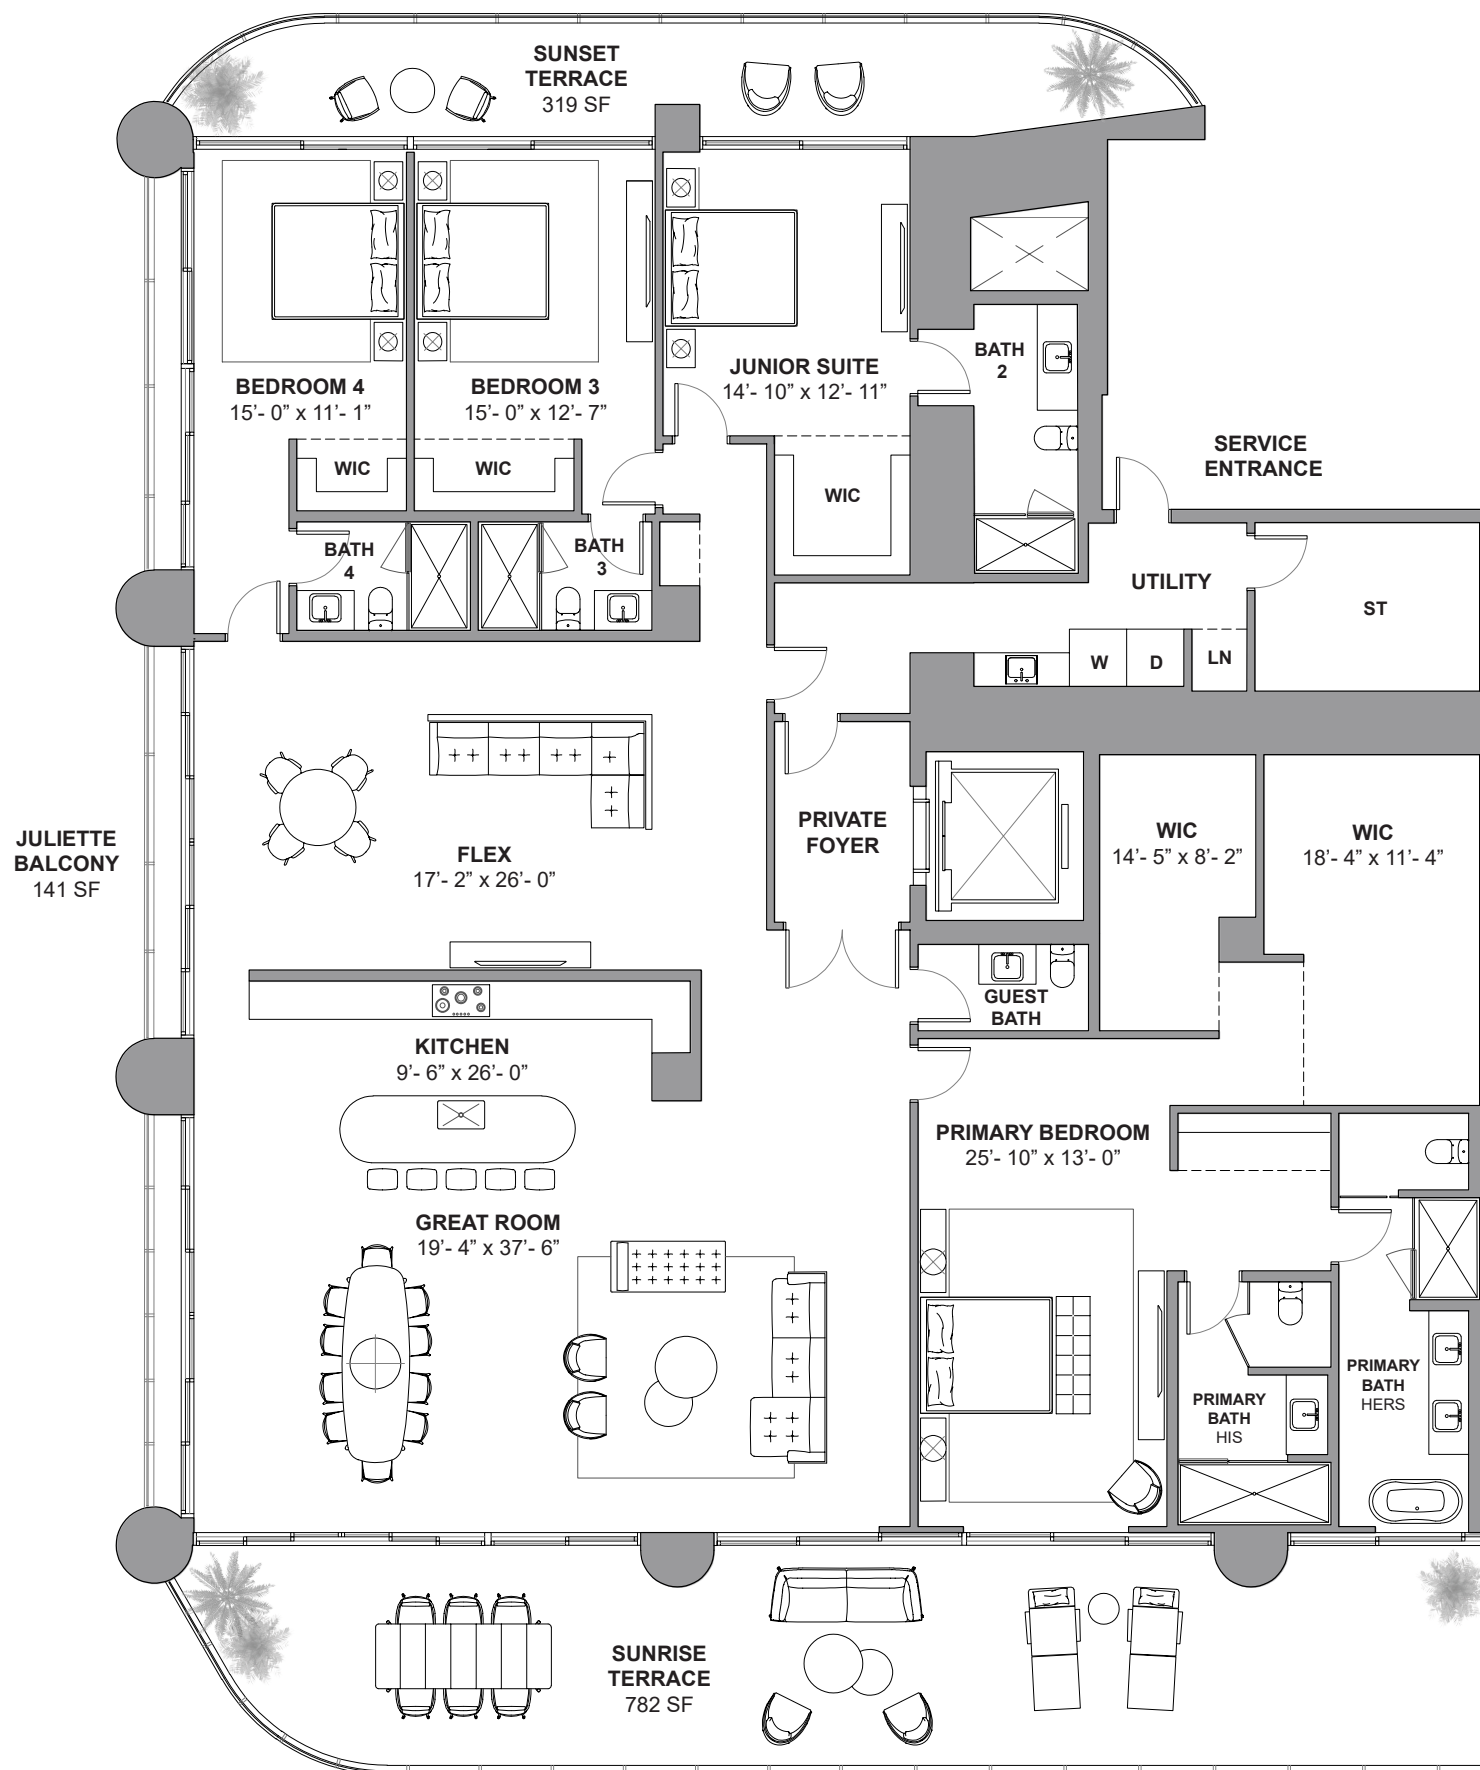 SUNSET
TERRACE
319 SF
BEDROOM 4
15’- 0” x 11’- 1”
WIC
BEDROOM 3
15’- 0” x 12’- 7”
WIC
JUNIOR SUITE
14’- 10” x 12’- 11”
WIC
BATH
2
SERVICE
ENTRANCE
BATH
4
BATH
3
UTILITY
ST
W
D
LN
JULIETTE
BALCONY
141 SF
FLEX
17’- 2” x 26’- 0”
PRIVATE
FOYER
WIC
14’- 5” x 8’- 2”
WIC
18’- 4” x 11’- 4”
GUEST
BATH
KITCHEN
9’- 6” x 26’- 0”
PRIMARY BEDROOM
25’- 10” x 13’- 0”
GREAT ROOM
19’- 4” x 37’- 6”
PRIMARY
BATH
HIS
PRIMARY
BATH
HERS
SUNRISE
TERRACE
782 SF